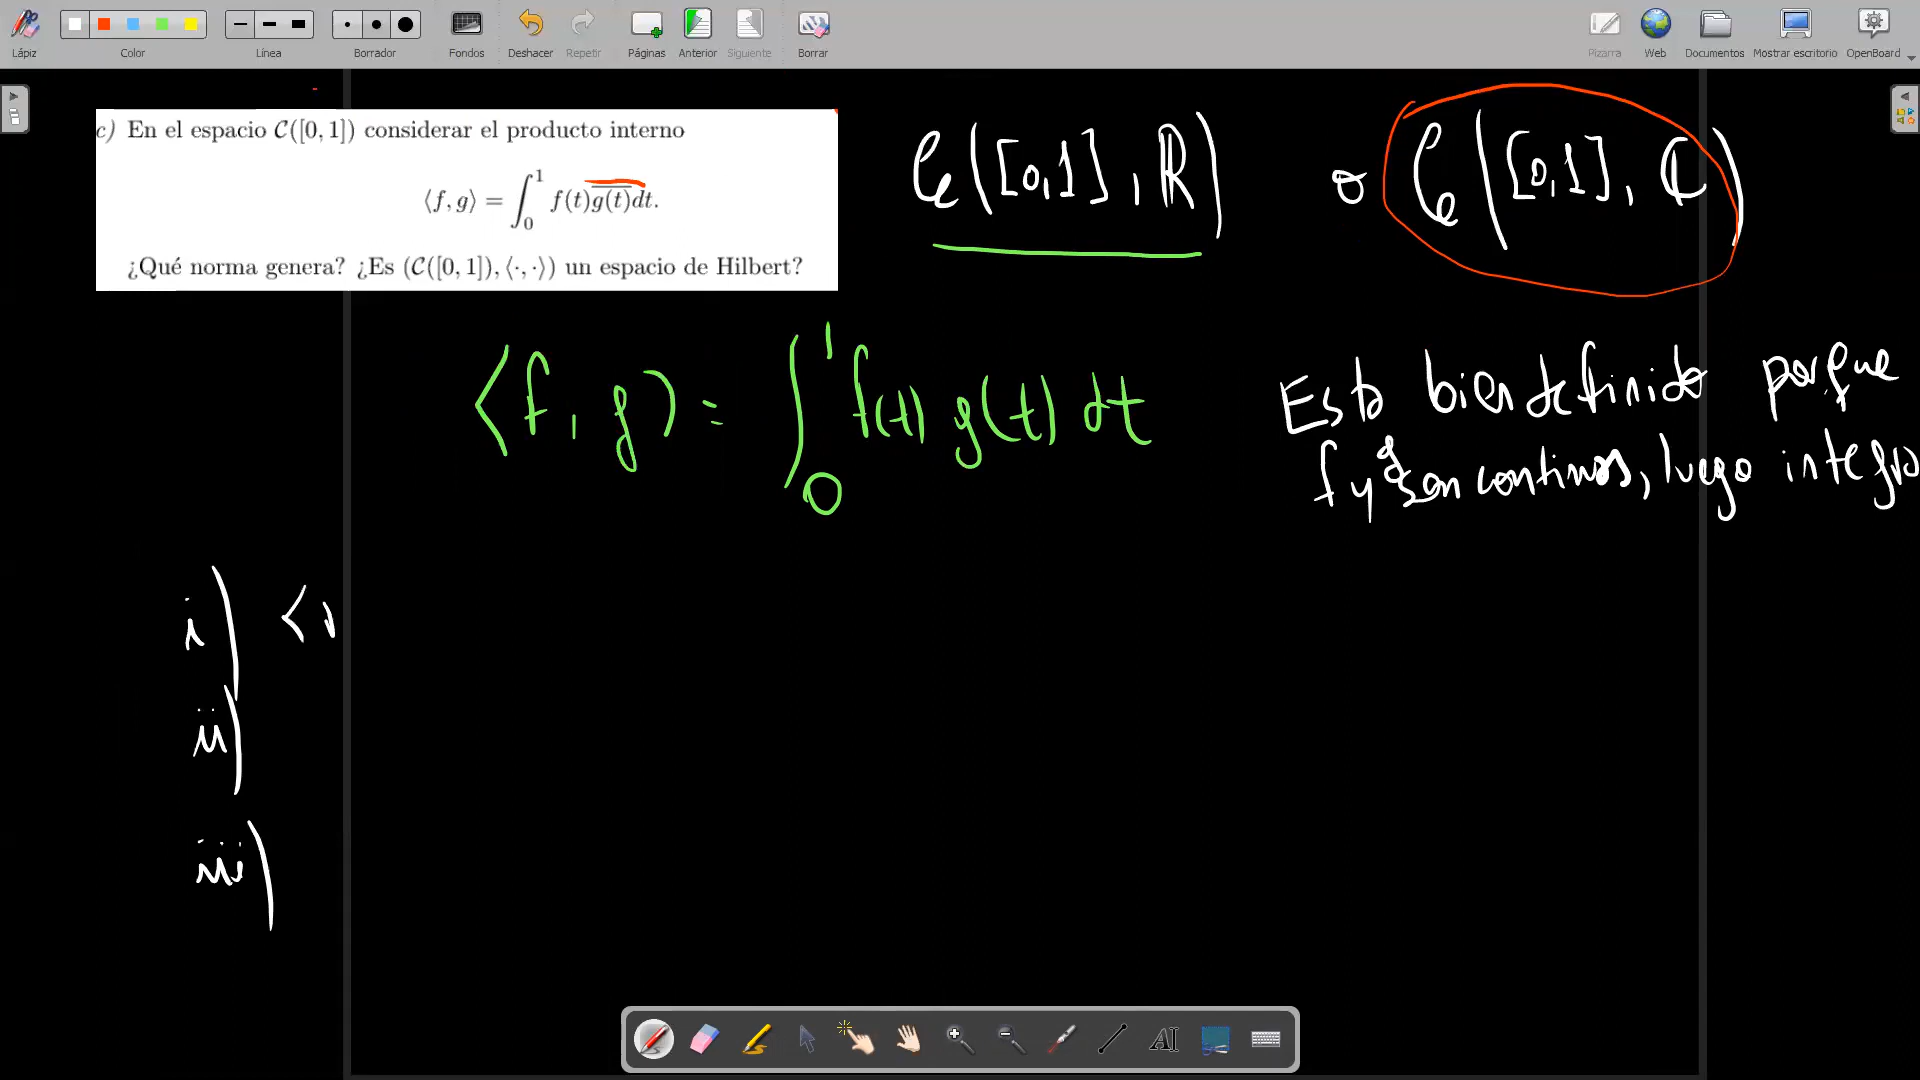 Lápiz Color Línea Borrador Fondos Deshacer Repetir Páginas Anterior Siguiente Borrar Pizarra Web Documentos Mostrar escritorio OpenBoard
c) En el espacio C([0, 1]) considerar el producto interno
⟨f, g⟩ = ∫₀¹ f(t)g̅(̅t̅)̅dt.
¿Qué norma genera? ¿Es (C([0, 1]), ⟨·, ·⟩) un espacio de Hilbert?
C([0,1], ℝ) o C([0,1], ℂ)
⟨f, g⟩ = ∫₀¹ f(t) g(t) dt
Esta bien definido porque
f y g son continuas, luego integra
i) ⟨
ii)
iii)